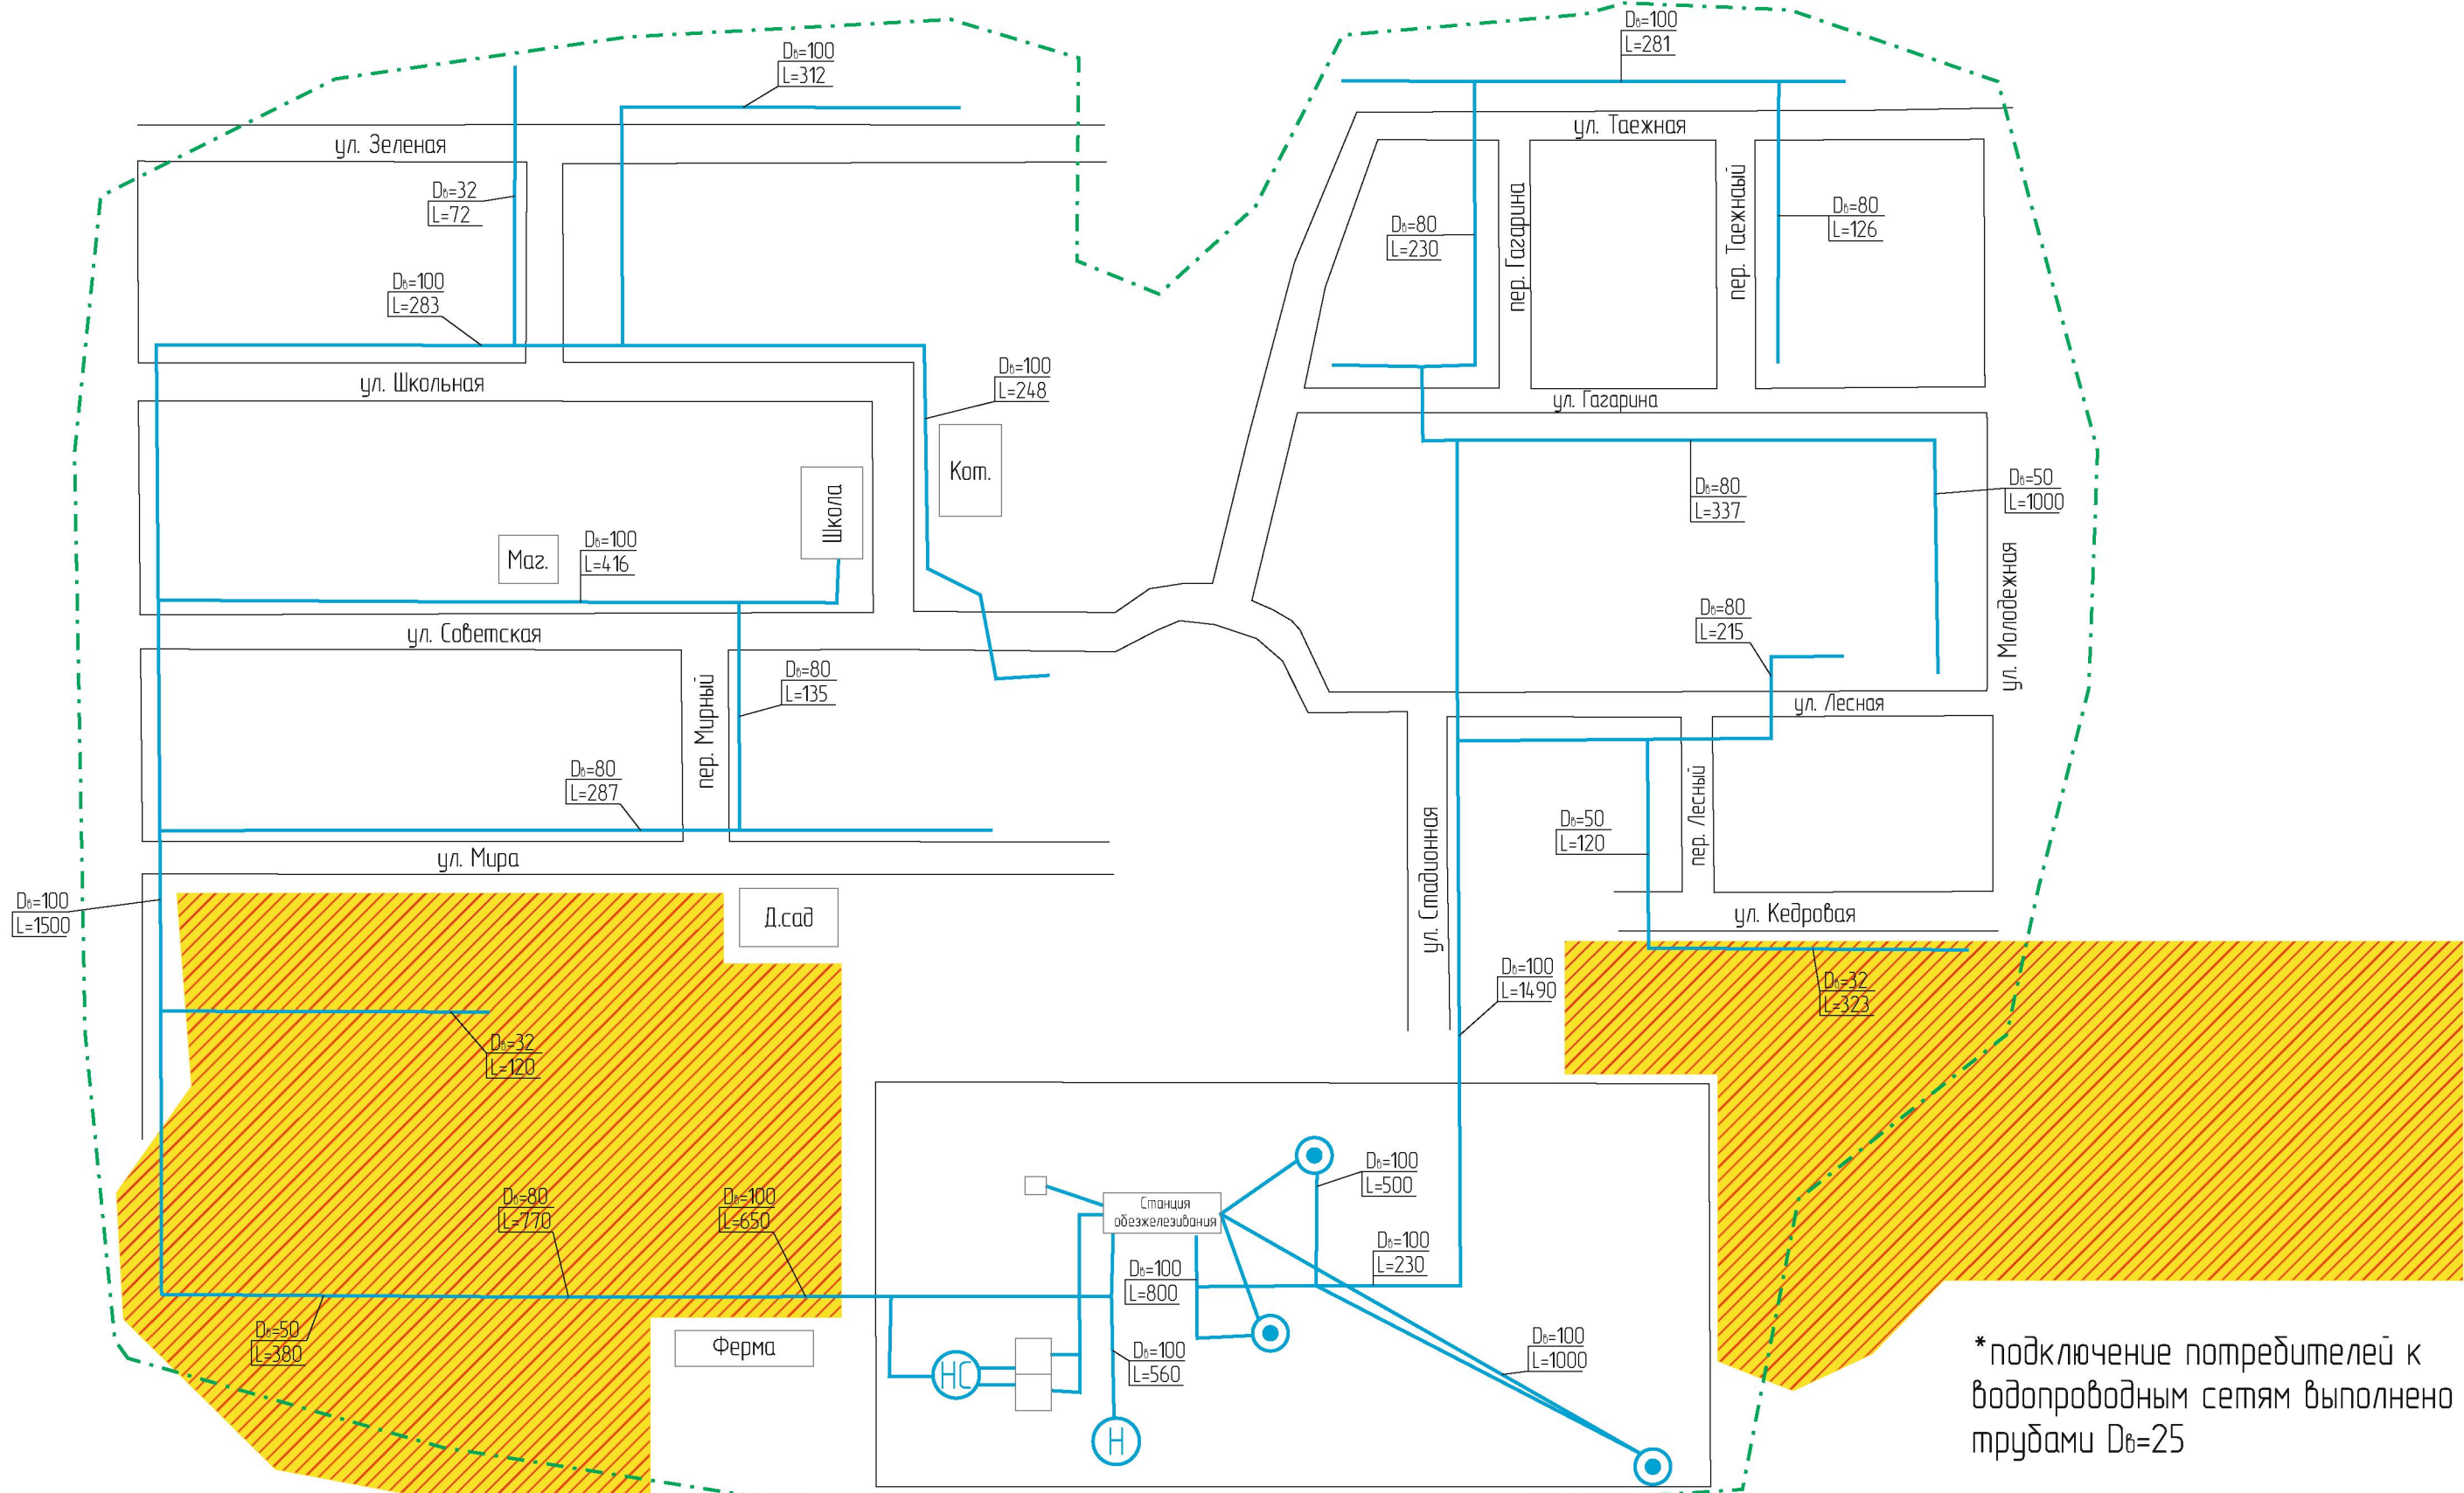 Dв=100
L=281
Dв=100
L=312
ул. Зеленая
ул. Таежная
Dв=32
L=72
Dв=80
L=230
пер. Гагарина
пер. Таежнаый
Dв=80
L=126
Dв=100
L=283
ул. Школьная
Dв=100
L=248
ул. Гагарина
Кот.
Школа
Маг.
Dв=100
L=416
Dв=80
L=337
Dв=50
L=1000
ул. Молодежная
ул. Советская
Dв=80
L=215
пер. Мирный
Dв=80
L=135
ул. Лесная
Dв=80
L=287
ул. Мира
ул. Стадионная
Dв=50
L=120
пер. Лесный
Dв=100
L=1500
Д.сад
ул. Кедровая
Dв=100
L=1490
Dв=32
L=323
Dв=32
L=120
Dв=80
L=770
Dв=100
L=650
Станция
обезжелезивания
Dв=100
L=500
Dв=100
L=230
Dв=100
L=800
Dв=50
L=380
Ферма
НС
Dв=100
L=560
Н
Dв=100
L=1000
*подключение потребителей к
водопроводным сетям выполнено
трубами Dв=25